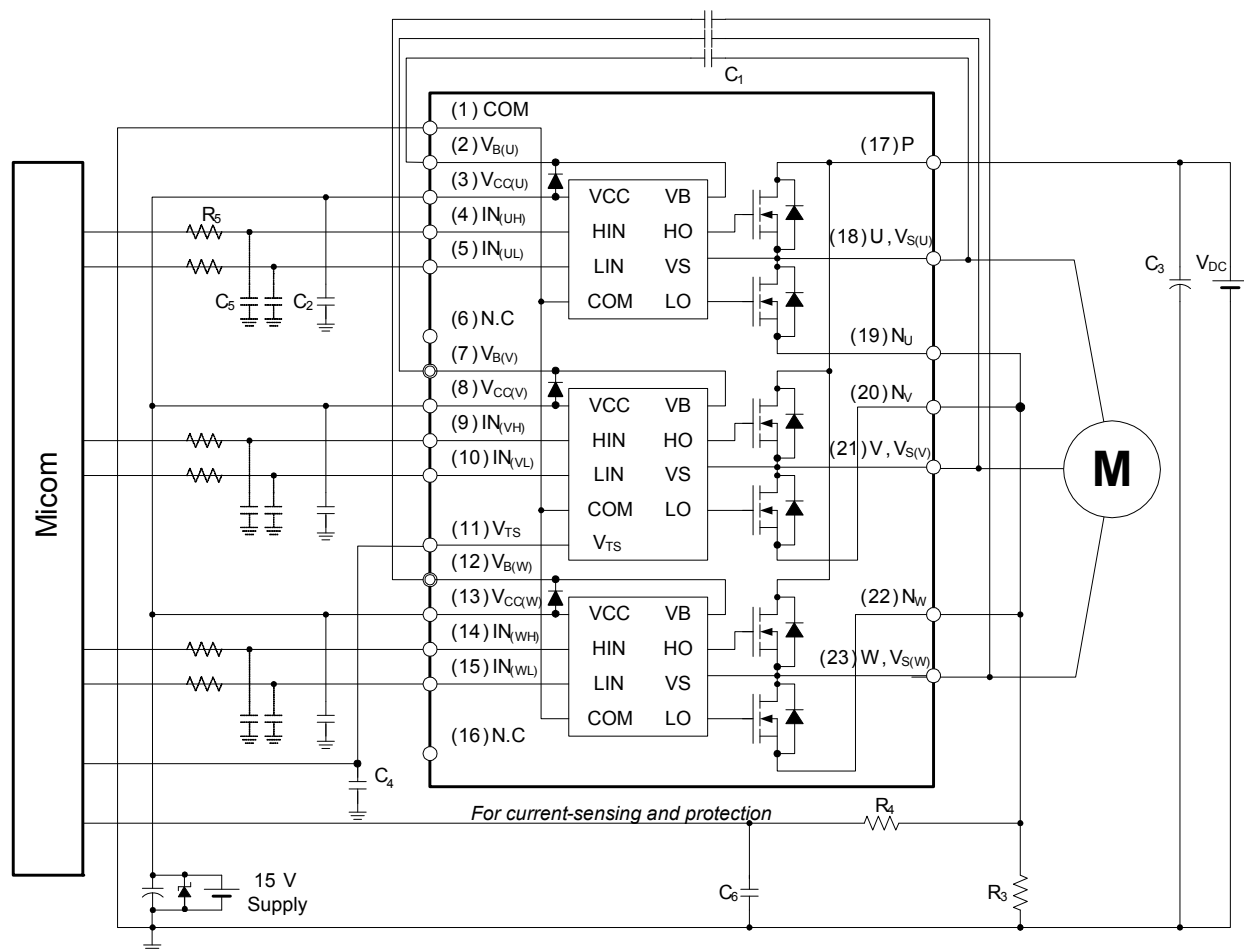 C1
(1) COM
(2) VB(U)
(3) VCC(U)
(4) IN(UH)
(5) IN(UL)
(6) N.C
(7) VB(V)
(8) VCC(V)
(9) IN(VH)
(10) IN(VL)
(11) VTS
(12) VB(W)
(13) VCC(W)
(14) IN(WH)
(15) IN(WL)
(16) N.C
VCC VB
HIN HO
LIN VS
COM LO
VCC VB
HIN HO
LIN VS
COM LO
VTS
VCC VB
HIN HO
LIN VS
COM LO
(17) P
(18) U, VS(U)
(19) NU
(20) NV
(21) V, VS(V)
(22) NW
(23) W, VS(W)
Micom
R5
C5
C2
C3
VDC
M
C4
For current-sensing and protection
R4
C6
R3
15 V
Supply